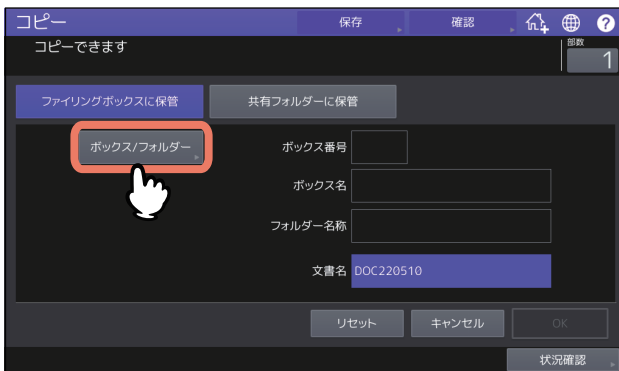 コピー 保存 確認 ?
コピーできます 部数
1
ファイリングボックスに保管 共有フォルダーに保管
ボックス/フォルダー ボックス番号
ボックス名
フォルダー名称
文書名 DOC220510
リセット キャンセル OK
状況確認